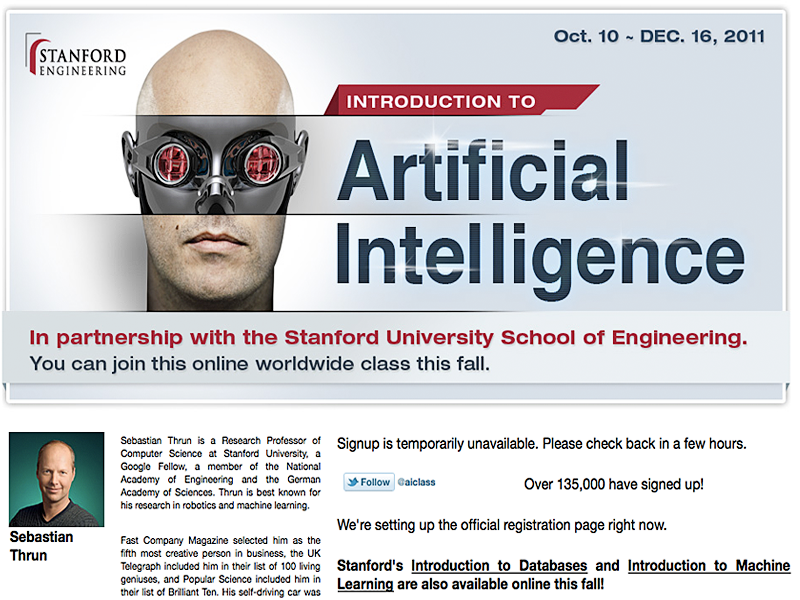 STANFORD
ENGINEERING
Oct. 10 ~ DEC. 16, 2011
INTRODUCTION TO
Artificial
Intelligence
In partnership with the Stanford University School of Engineering.
You can join this online worldwide class this fall.
Sebastian
Thrun
Sebastian Thrun is a Research Professor of
Computer Science at Stanford University, a
Google Fellow, a member of the National
Academy of Engineering and the German
Academy of Sciences. Thrun is best known for
his research in robotics and machine learning.
Fast Company Magazine selected him as the
fifth most creative person in business, the UK
Telegraph included him in their list of 100 living
geniuses, and Popular Science included him in
their list of Brilliant Ten. His self-driving car was
Signup is temporarily unavailable. Please check back in a few hours.
Follow @aiclass
Over 135,000 have signed up!
We're setting up the official registration page right now.
Stanford's Introduction to Databases and Introduction to Machine
Learning are also available online this fall!